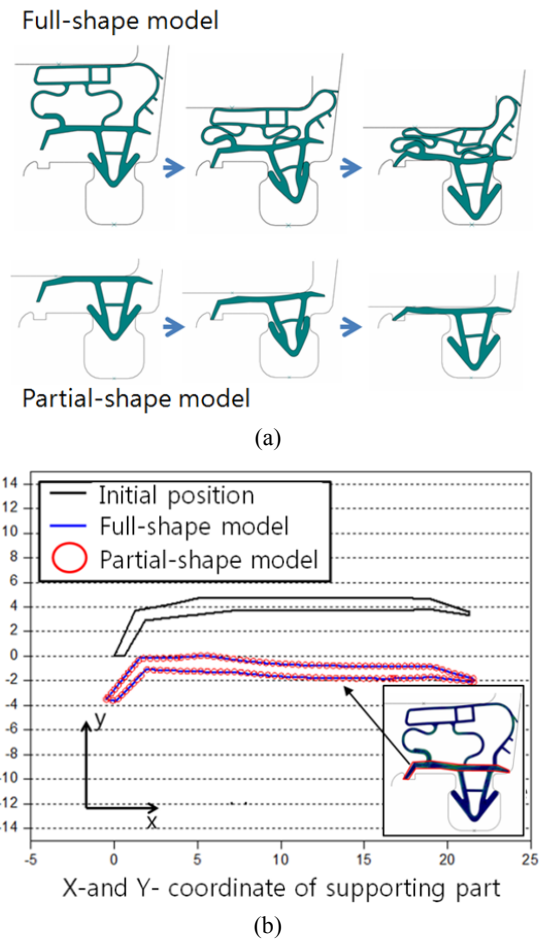 Full-shape model
Partial-shape model
(a)
14
12
10
8
6
4
2
0
-2
-4
-6
-8
-10
-12
-14
Initial position
Full-shape model
Partial-shape model
y
x
-5 0 5 10 15 20 25
X-and Y- coordinate of supporting part
(b)